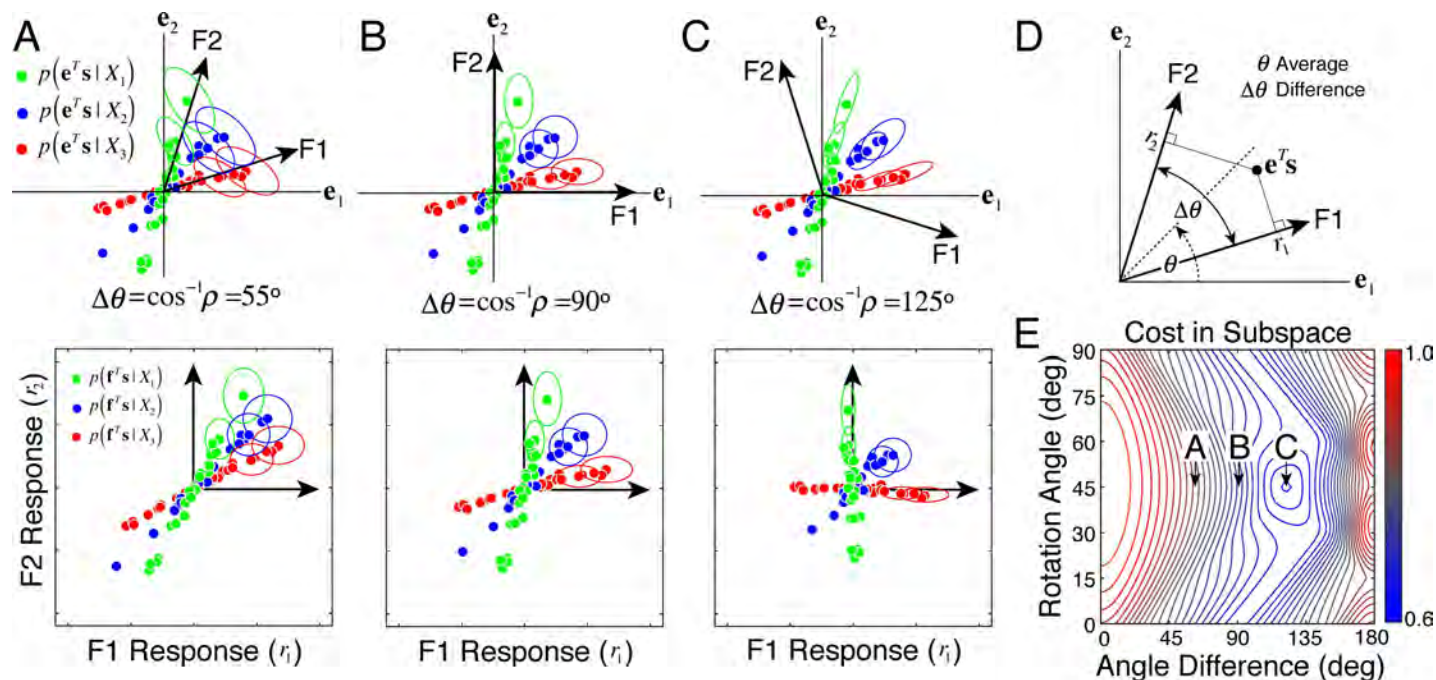 A
e₂
F2
p(eᵀs | X₁)
p(eᵀs | X₂)
p(eᵀs | X₃)
F1
e₁
Δθ = cos⁻¹ρ = 55°
B
e₂
F2
e₁
F1
Δθ = cos⁻¹ρ = 90°
C
e₂
F2
e₁
F1
Δθ = cos⁻¹ρ = 125°
D
e₂
F2
θ Average
Δθ Difference
r₂
eᵀs
Δθ
F1
r₁
θ
e₁
F2 Response (r₂)
p(fᵀs | X₁)
p(fᵀs | X₂)
p(fᵀs | X₃)
F1 Response (r₁)
F1 Response (r₁)
F1 Response (r₁)
E
Cost in Subspace
Rotation Angle (deg)
90
75
60
45
30
15
0
A B C
0 45 90 135 180
Angle Difference (deg)
1.0
0.6